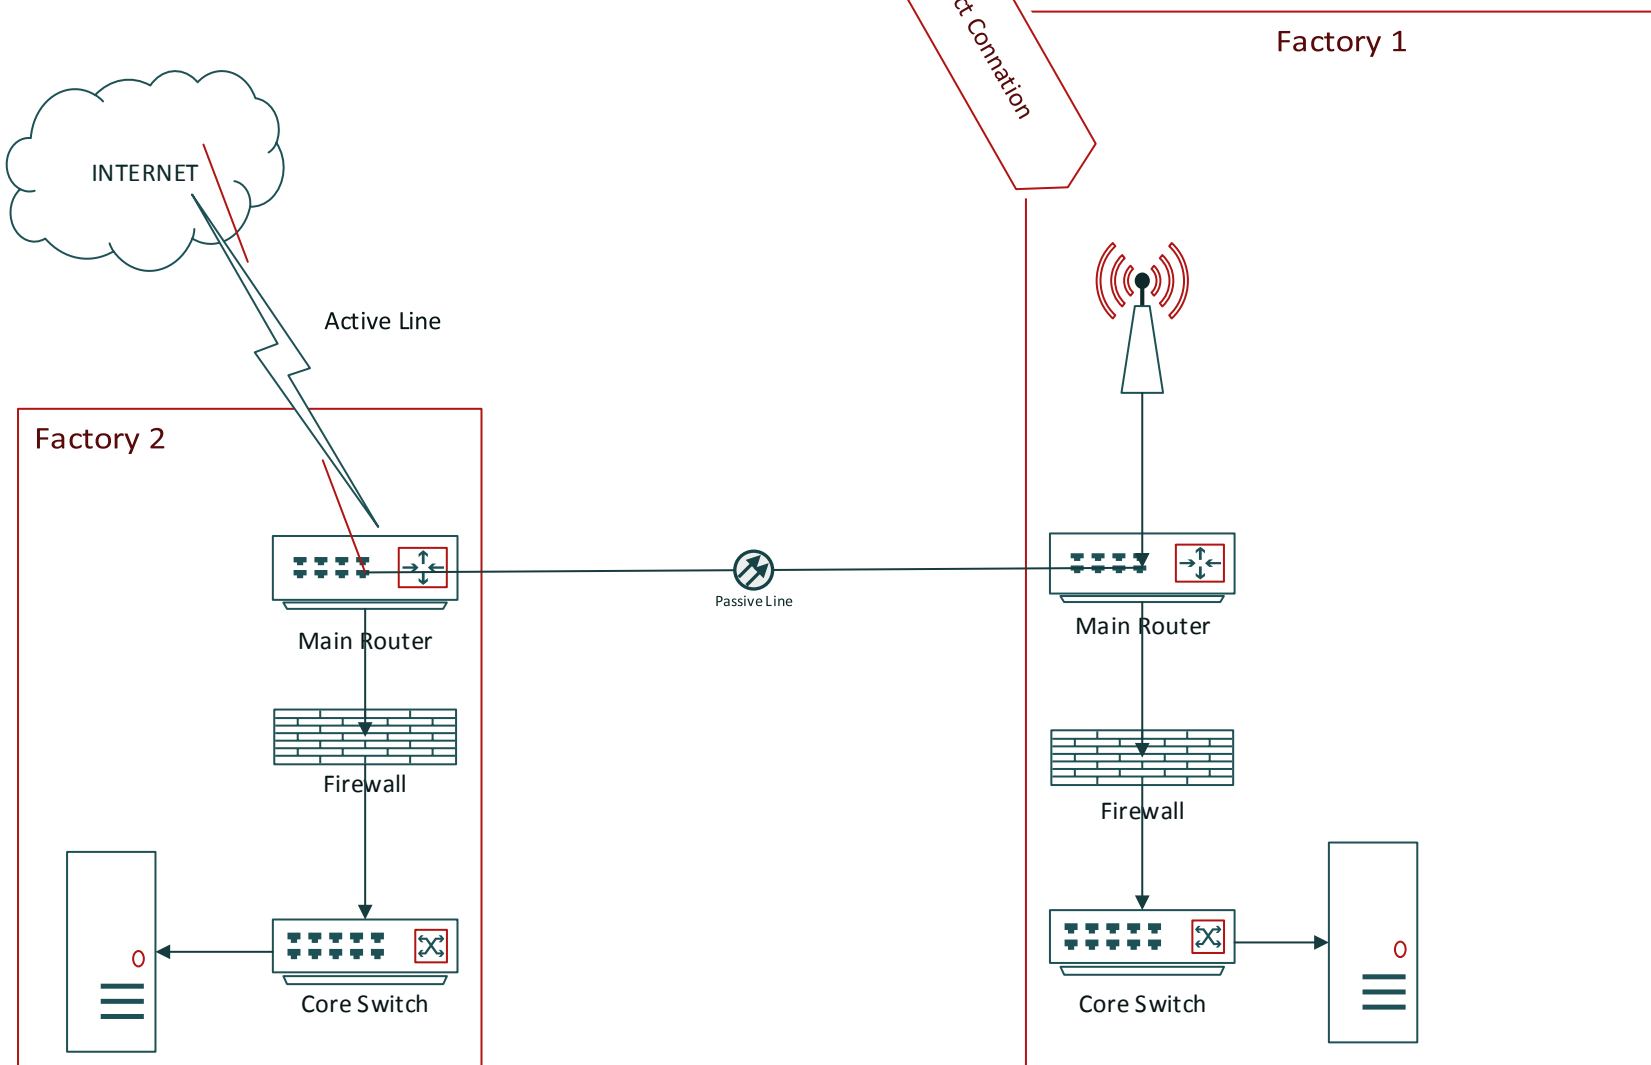 ct Connation
Factory 1
INTERNET
Active Line
Factory 2
Passive Line
Main Router
Main Router
Firewall
Firewall
Core Switch
Core Switch